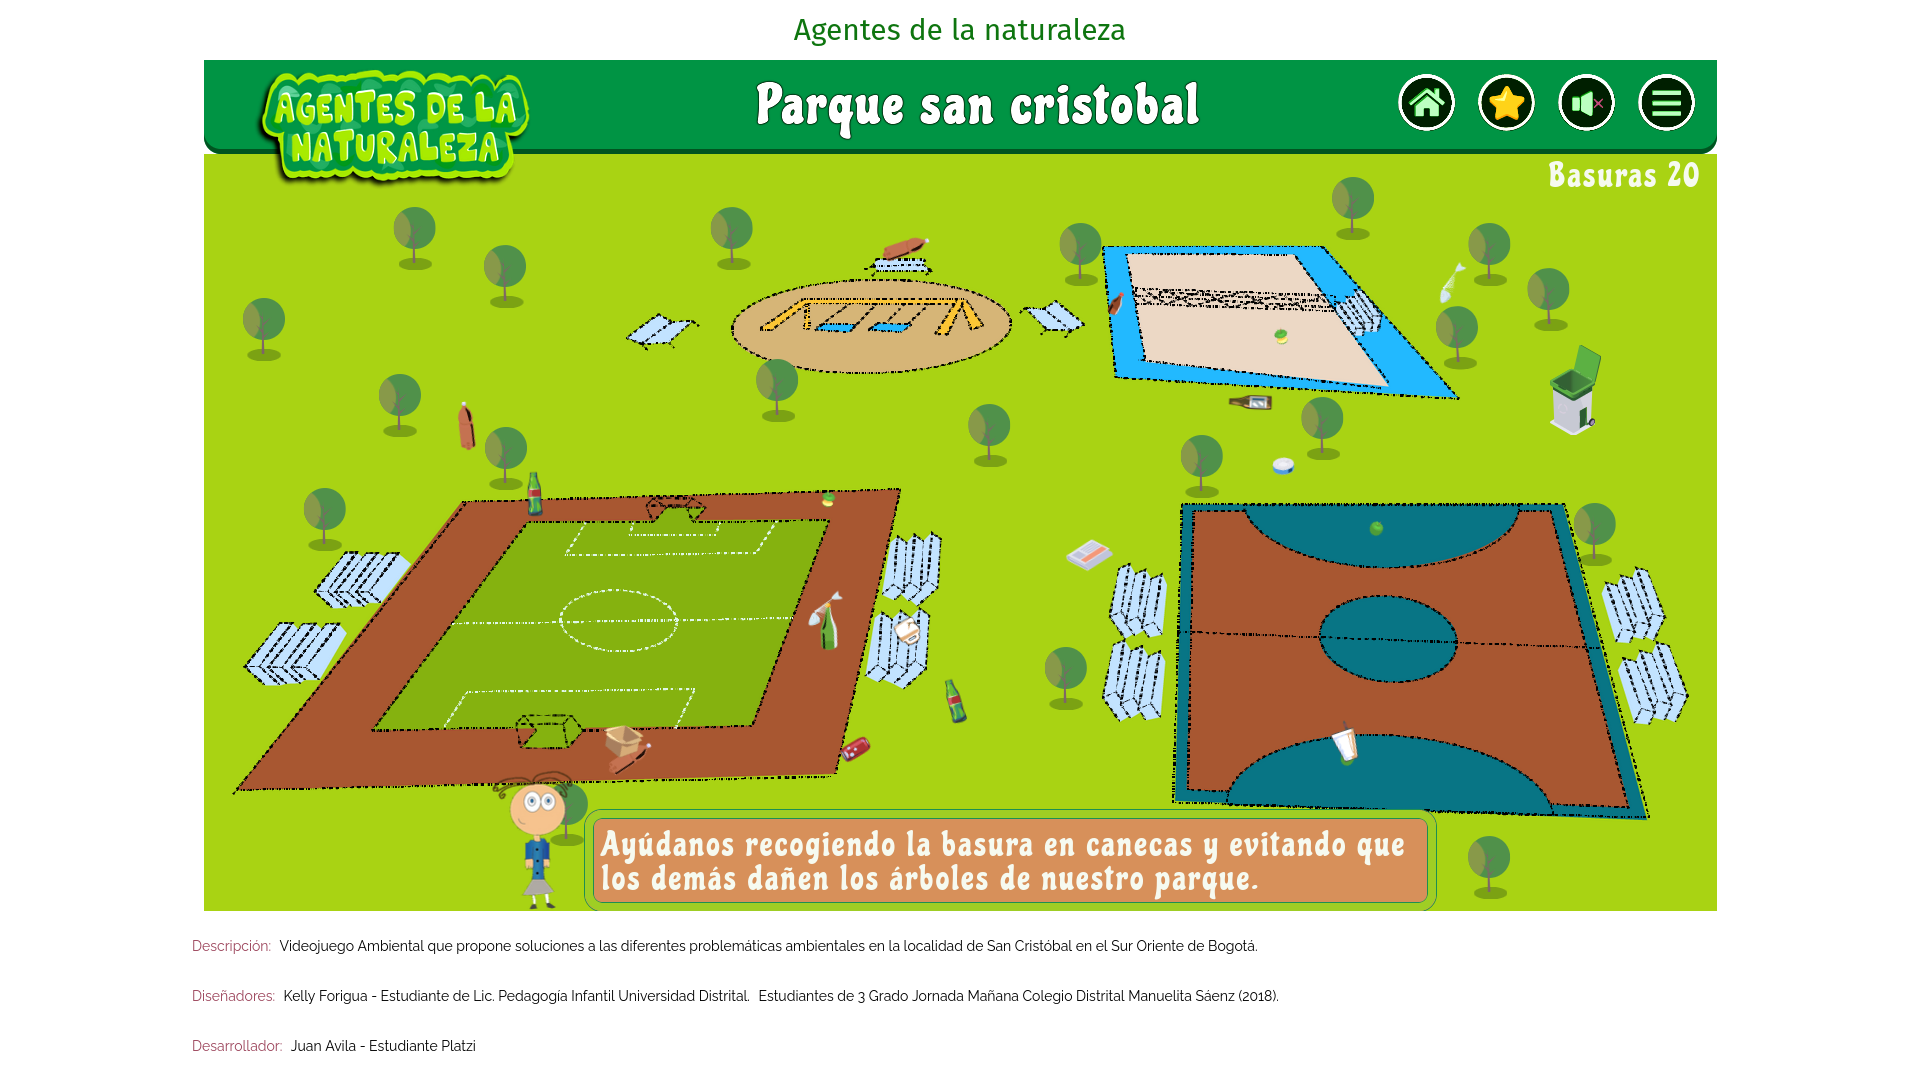 Agentes de la naturaleza
AGENTES DE LA
NATURALEZA
Parque san cristobal
Basuras 20
Ayúdanos recogiendo la basura en canecas y evitando que
los demás dañen los árboles de nuestro parque.
Descripción: Videojuego Ambiental que propone soluciones a las diferentes problemáticas ambientales en la localidad de San Cristóbal en el Sur Oriente de Bogotá.
Diseñadores: Kelly Forigua - Estudiante de Lic. Pedagogía Infantil Universidad Distrital. Estudiantes de 3 Grado Jornada Mañana Colegio Distrital Manuelita Sáenz (2018).
Desarrollador: Juan Avila - Estudiante Platzi